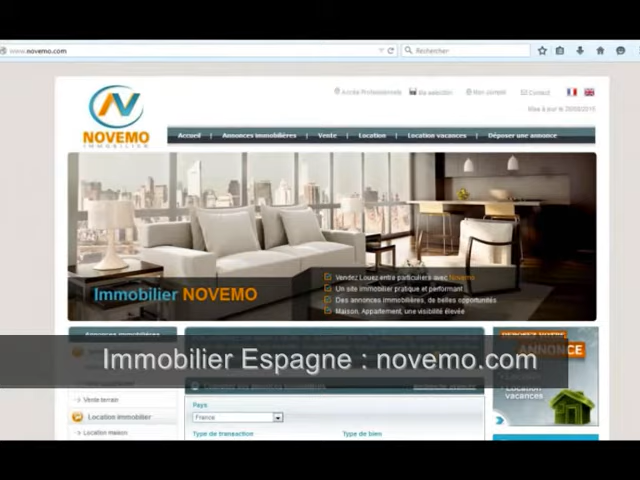 www.novemo.com
Rechercher
Accès Professionnels
Ma sélection
Mon compte
Contact
NOVEMO
IMMOBILIER
Accueil | Annonces immobilières | Vente | Location | Location vacances | Déposer une annonce
Immobilier NOVEMO
Vendez Louez entre particuliers avec Novemo
Un site immobilier pratique et performant
Des annonces immobilières, de belles opportunités
Maison, Appartement, une visibilité élevée
Annonces immobilières
ANNONCE
Immobilier Espagne : novemo.com
Location
vacances
Vente terrain
Location immobilier
Location maison
Pays
France
Type de transaction
Type de bien